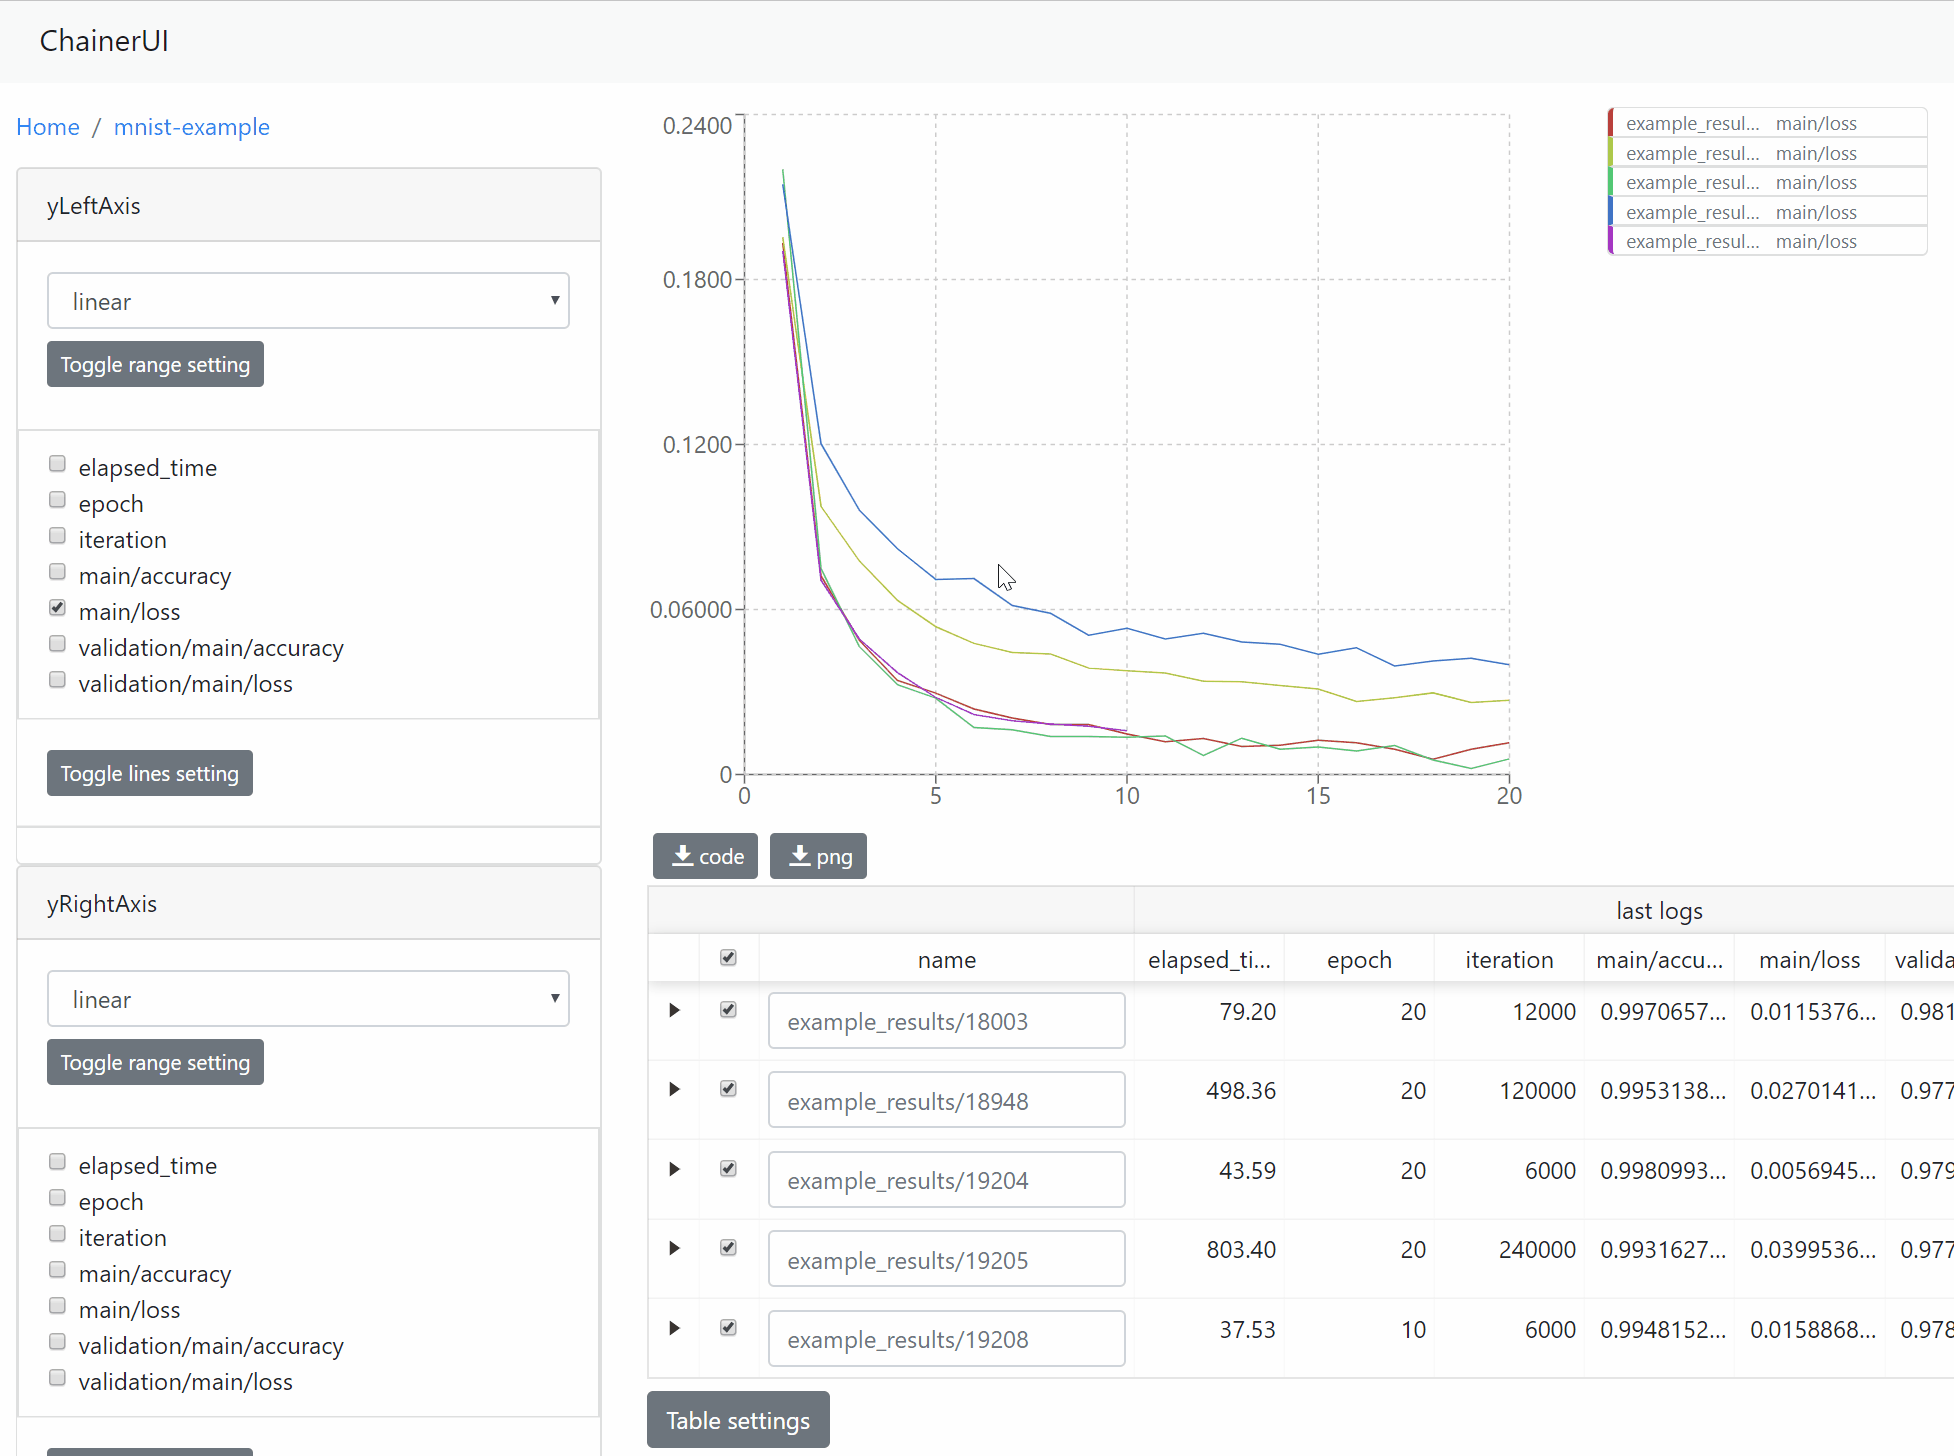 ChainerUI
Home / mnist-example
yLeftAxis
linear
Toggle range setting
elapsed_time
epoch
iteration
main/accuracy
main/loss
validation/main/accuracy
validation/main/loss
Toggle lines setting
yRightAxis
linear
Toggle range setting
elapsed_time
epoch
iteration
main/accuracy
main/loss
validation/main/accuracy
validation/main/loss
0.2400
0.1800
0.1200
0.06000
0
0 5 10 15 20
example_resul... main/loss
example_resul... main/loss
example_resul... main/loss
example_resul... main/loss
example_resul... main/loss
code png
last logs
name elapsed_ti... epoch iteration main/accu... main/loss valida
example_results/18003 79.20 20 12000 0.9970657... 0.0115376... 0.981
example_results/18948 498.36 20 120000 0.9953138... 0.0270141... 0.977
example_results/19204 43.59 20 6000 0.9980993... 0.0056945... 0.979
example_results/19205 803.40 20 240000 0.9931627... 0.0399536... 0.977
example_results/19208 37.53 10 6000 0.9948152... 0.0158868... 0.978
Table settings